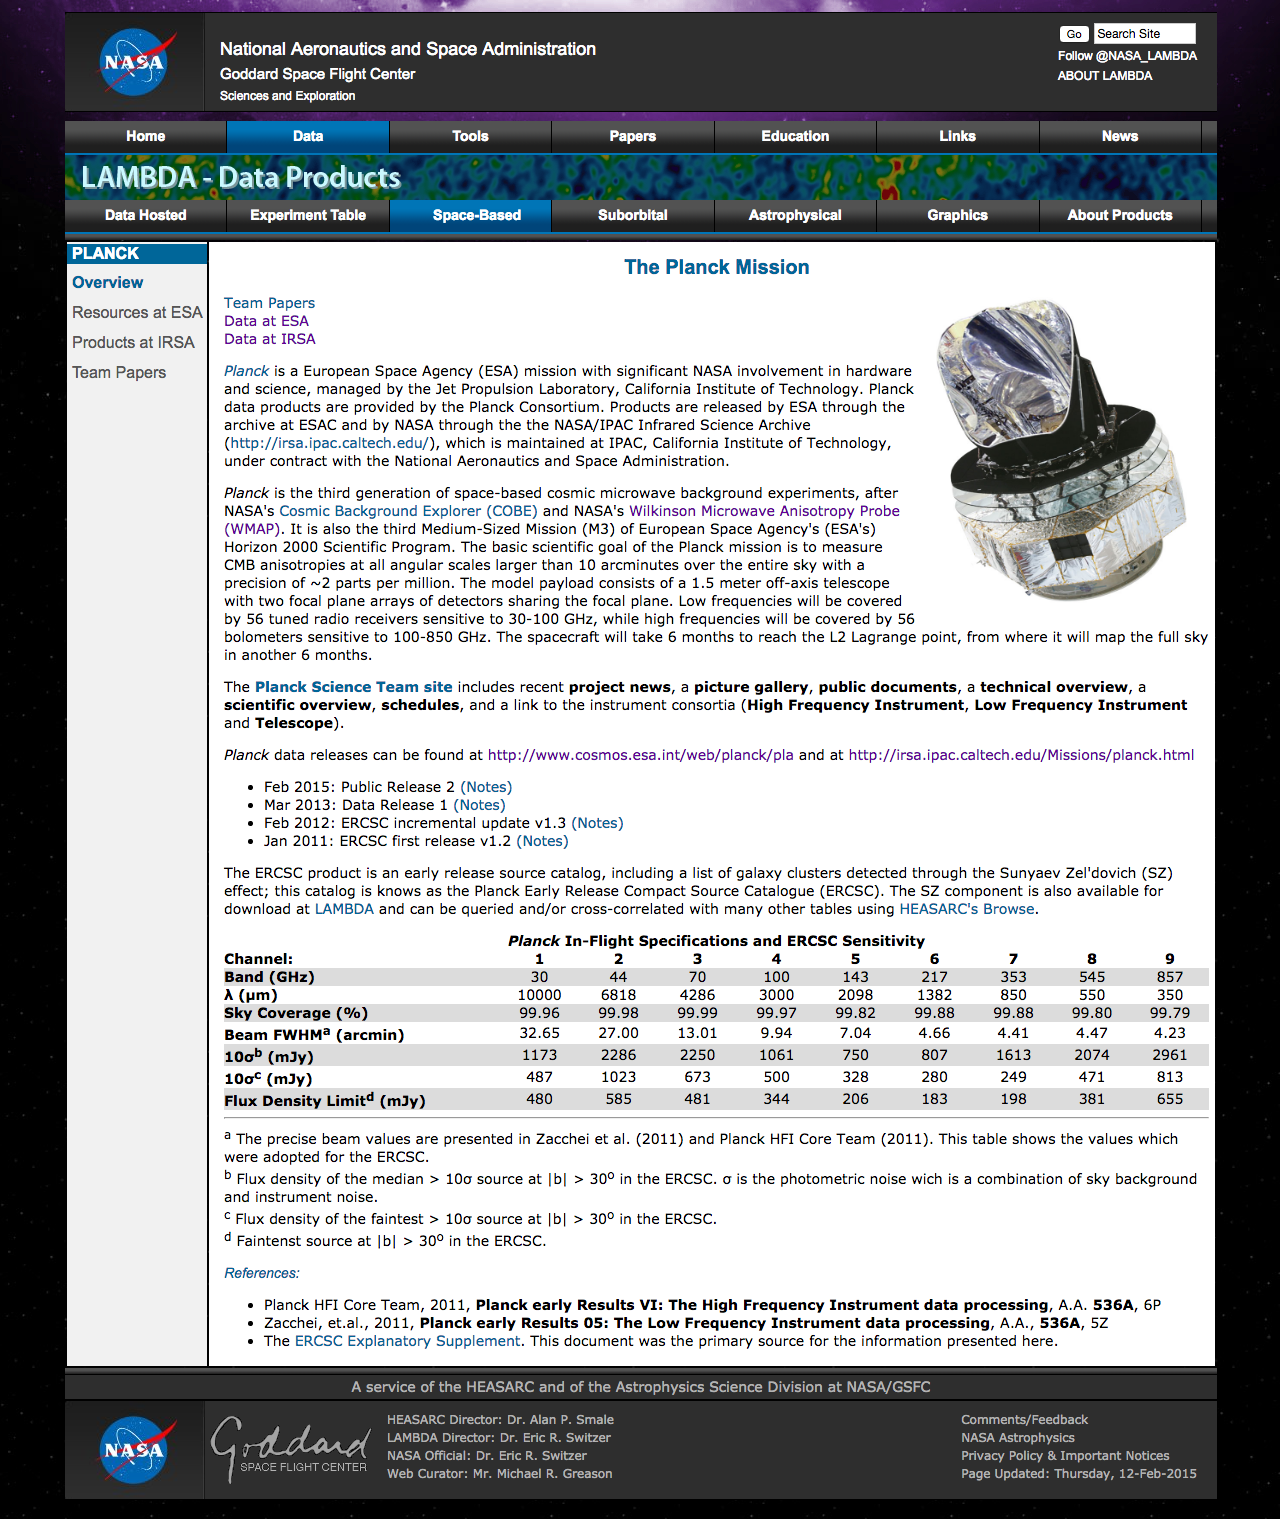 NASA
National Aeronautics and Space Administration
Goddard Space Flight Center
Sciences and Exploration
Go Search Site
Follow @NASA_LAMBDA
ABOUT LAMBDA
Home Data Tools Papers Education Links News
LAMBDA - Data Products
Data Hosted Experiment Table Space-Based Suborbital Astrophysical Graphics About Products
PLANCK
Overview
Resources at ESA
Products at IRSA
Team Papers
The Planck Mission
Team Papers
Data at ESA
Data at IRSA
Planck is a European Space Agency (ESA) mission with significant NASA involvement in hardware
and science, managed by the Jet Propulsion Laboratory, California Institute of Technology. Planck
data products are provided by the Planck Consortium. Products are released by ESA through the
archive at ESAC and by NASA through the the NASA/IPAC Infrared Science Archive
(http://irsa.ipac.caltech.edu/), which is maintained at IPAC, California Institute of Technology,
under contract with the National Aeronautics and Space Administration.
Planck is the third generation of space-based cosmic microwave background experiments, after
NASA's Cosmic Background Explorer (COBE) and NASA's Wilkinson Microwave Anisotropy Probe
(WMAP). It is also the third Medium-Sized Mission (M3) of European Space Agency's (ESA's)
Horizon 2000 Scientific Program. The basic scientific goal of the Planck mission is to measure
CMB anisotropies at all angular scales larger than 10 arcminutes over the entire sky with a
precision of ~2 parts per million. The model payload consists of a 1.5 meter off-axis telescope
with two focal plane arrays of detectors sharing the focal plane. Low frequencies will be covered
by 56 tuned radio receivers sensitive to 30-100 GHz, while high frequencies will be covered by 56
bolometers sensitive to 100-850 GHz. The spacecraft will take 6 months to reach the L2 Lagrange point, from where it will map the full sky
in another 6 months.
The Planck Science Team site includes recent project news, a picture gallery, public documents, a technical overview, a
scientific overview, schedules, and a link to the instrument consortia (High Frequency Instrument, Low Frequency Instrument
and Telescope).
Planck data releases can be found at http://www.cosmos.esa.int/web/planck/pla and at http://irsa.ipac.caltech.edu/Missions/planck.html
• Feb 2015: Public Release 2 (Notes)
• Mar 2013: Data Release 1 (Notes)
• Feb 2012: ERCSC incremental update v1.3 (Notes)
• Jan 2011: ERCSC first release v1.2 (Notes)
The ERCSC product is an early release source catalog, including a list of galaxy clusters detected through the Sunyaev Zel'dovich (SZ)
effect; this catalog is knows as the Planck Early Release Compact Source Catalogue (ERCSC). The SZ component is also available for
download at LAMBDA and can be queried and/or cross-correlated with many other tables using HEASARC's Browse.
Planck In-Flight Specifications and ERCSC Sensitivity
Channel: 1 2 3 4 5 6 7 8 9
Band (GHz) 30 44 70 100 143 217 353 545 857
λ (μm) 10000 6818 4286 3000 2098 1382 850 550 350
Sky Coverage (%) 99.96 99.98 99.99 99.97 99.82 99.88 99.88 99.80 99.79
Beam FWHMa (arcmin) 32.65 27.00 13.01 9.94 7.04 4.66 4.41 4.47 4.23
10σb (mJy) 1173 2286 2250 1061 750 807 1613 2074 2961
10σc (mJy) 487 1023 673 500 328 280 249 471 813
Flux Density Limitd (mJy) 480 585 481 344 206 183 198 381 655
a The precise beam values are presented in Zacchei et al. (2011) and Planck HFI Core Team (2011). This table shows the values which
were adopted for the ERCSC.
b Flux density of the median > 10σ source at |b| > 30o in the ERCSC. σ is the photometric noise wich is a combination of sky background
and instrument noise.
c Flux density of the faintest > 10σ source at |b| > 30o in the ERCSC.
d Faintenst source at |b| > 30o in the ERCSC.
References:
• Planck HFI Core Team, 2011, Planck early Results VI: The High Frequency Instrument data processing, A.A. 536A, 6P
• Zacchei, et.al., 2011, Planck early Results 05: The Low Frequency Instrument data processing, A.A., 536A, 5Z
• The ERCSC Explanatory Supplement. This document was the primary source for the information presented here.
A service of the HEASARC and of the Astrophysics Science Division at NASA/GSFC
NASA
Goddard
SPACE FLIGHT CENTER
HEASARC Director: Dr. Alan P. Smale
LAMBDA Director: Dr. Eric R. Switzer
NASA Official: Dr. Eric R. Switzer
Web Curator: Mr. Michael R. Greason
Comments/Feedback
NASA Astrophysics
Privacy Policy & Important Notices
Page Updated: Thursday, 12-Feb-2015